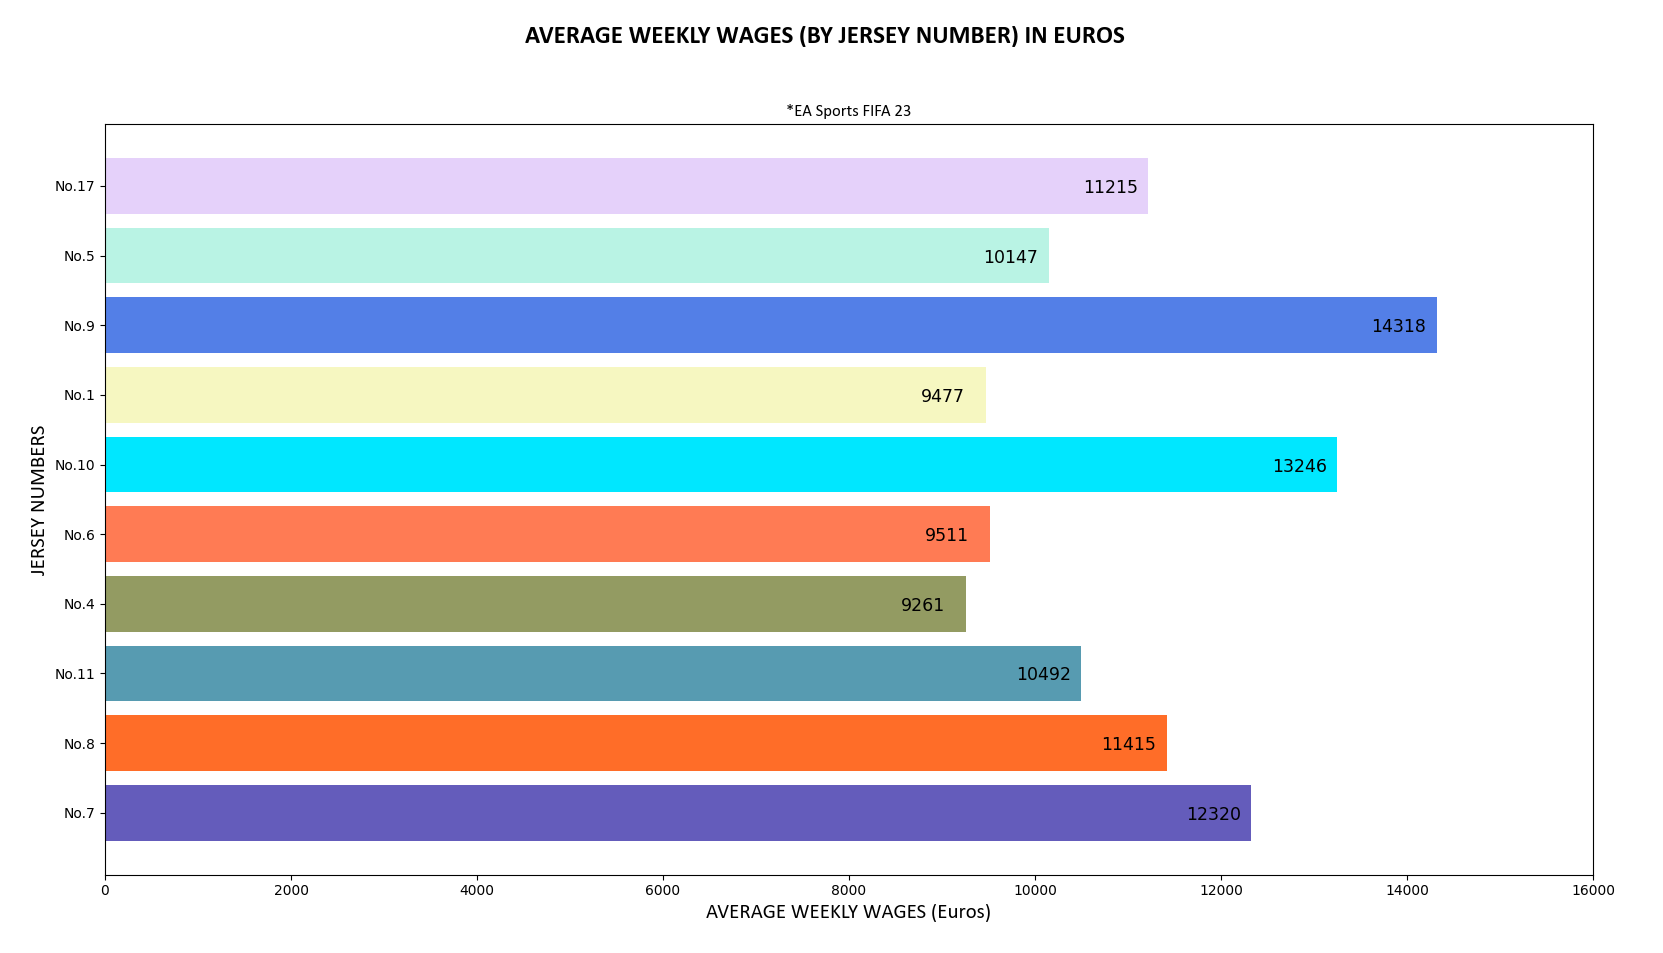 AVERAGE WEEKLY WAGES (BY JERSEY NUMBER) IN EUROS
*EA Sports FIFA 23
No.17 11215
No.5 10147
No.9 14318
No.1 9477
No.10 13246
No.6 9511
No.4 9261
No.11 10492
No.8 11415
No.7 12320
JERSEY NUMBERS
0 2000 4000 6000 8000 10000 12000 14000 16000
AVERAGE WEEKLY WAGES (Euros)